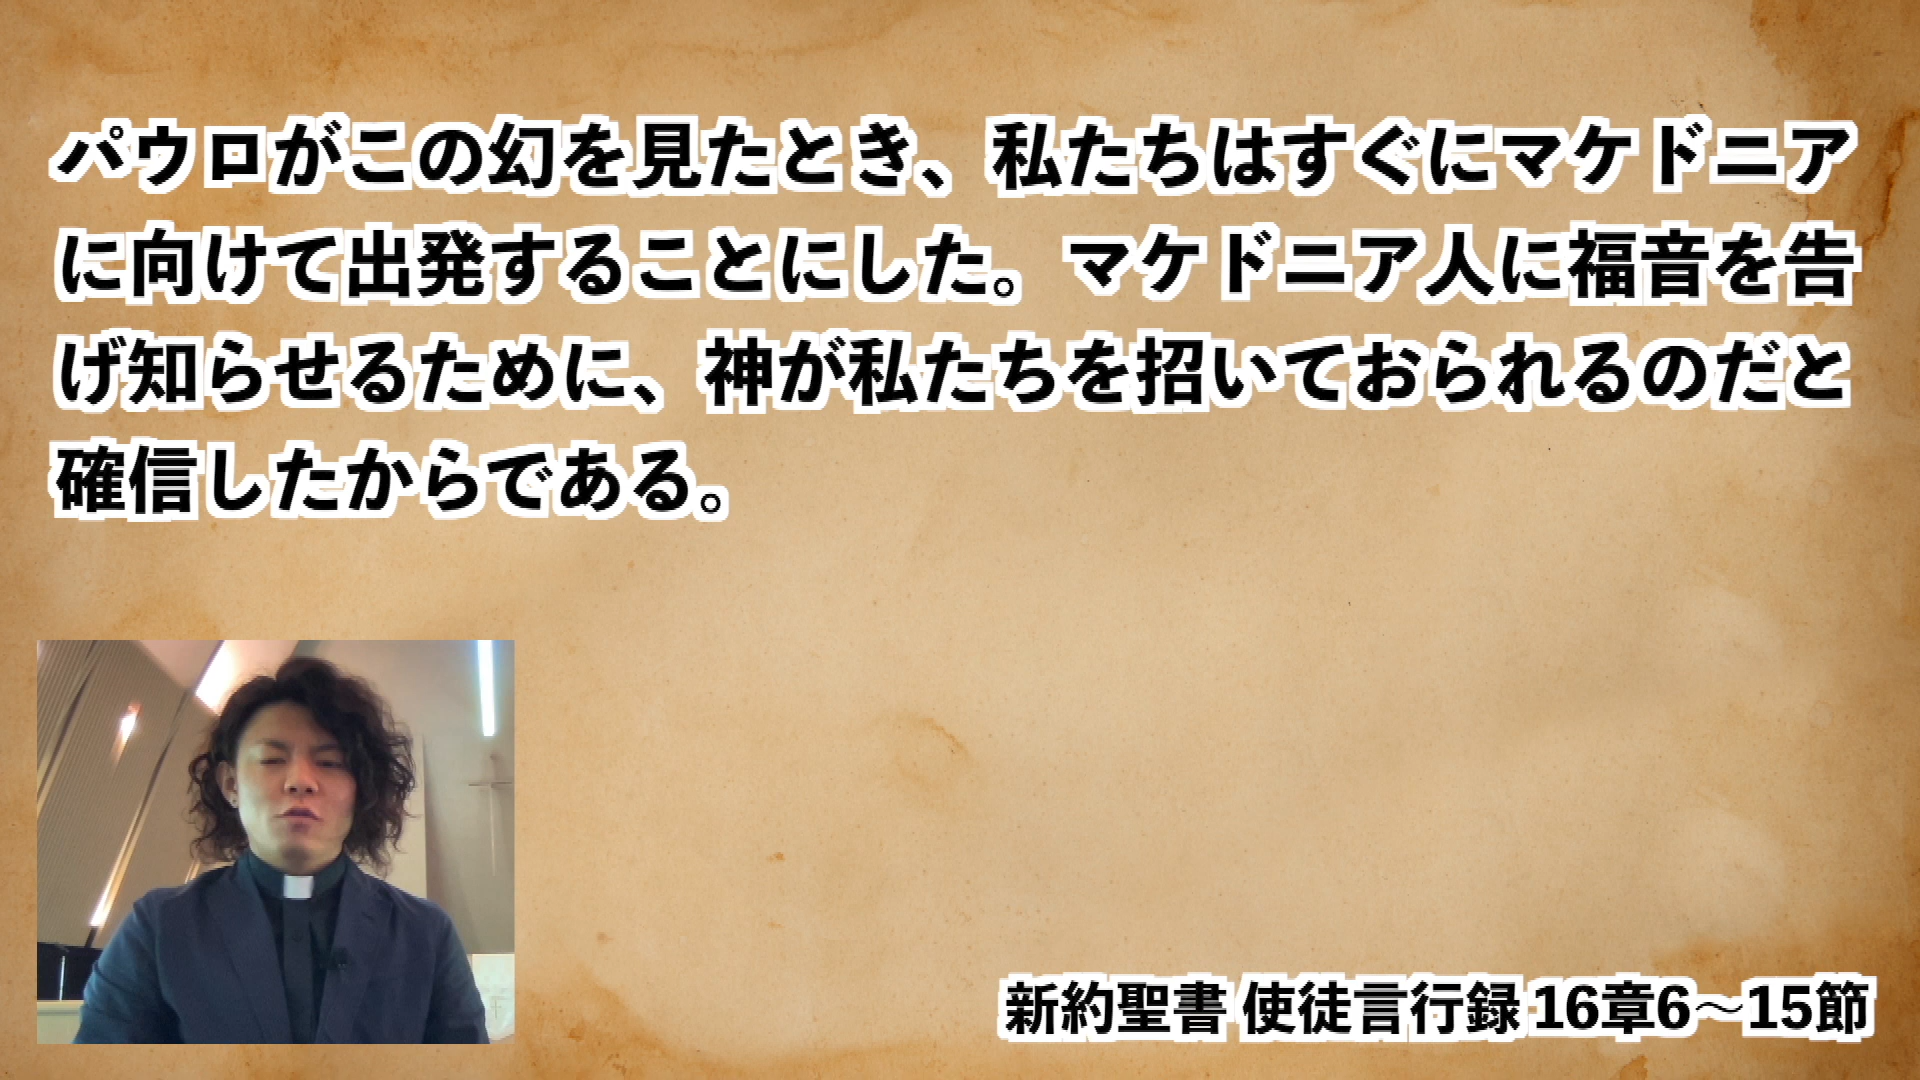 パウロがこの幻を見たとき、私たちはすぐにマケドニア
に向けて出発することにした。マケドニア人に福音を告
げ知らせるために、神が私たちを招いておられるのだと
確信したからである。
新約聖書 使徒言行録 16章6〜15節